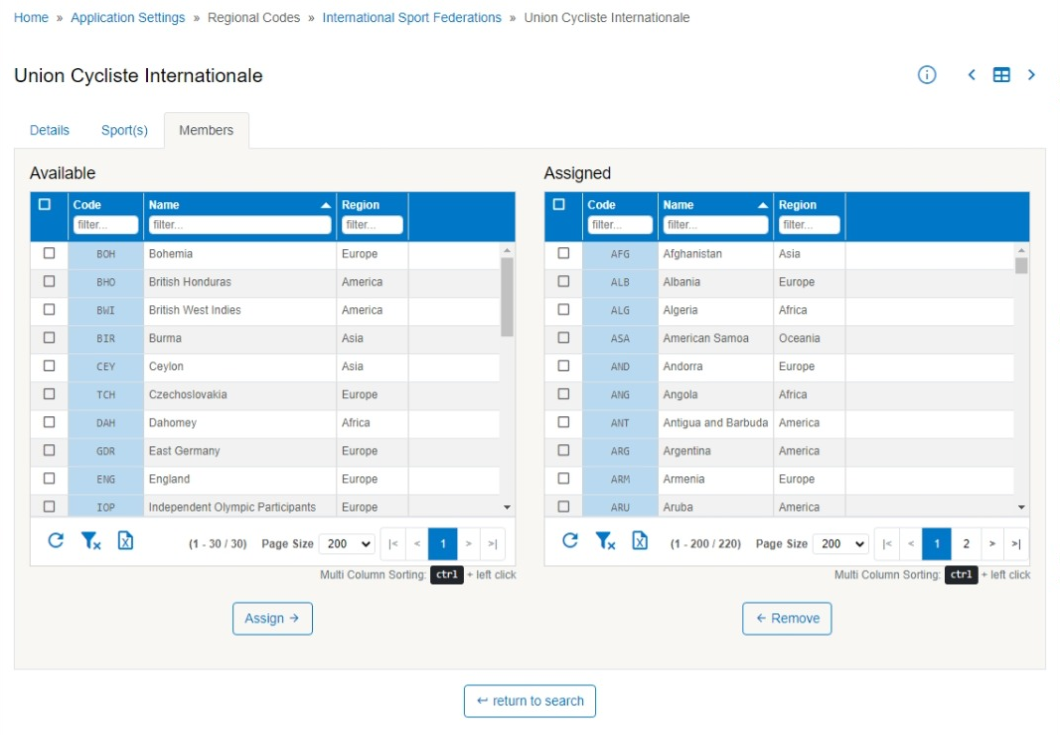 Home » Application Settings » Regional Codes » International Sport Federations » Union Cycliste Internationale
Union Cycliste Internationale
Details Sport(s) Members
Available
Code Name Region
filter... filter... filter...
BOH Bohemia Europe
BHO British Honduras America
BWI British West Indies America
BIR Burma Asia
CEY Ceylon Asia
TCH Czechoslovakia Europe
DAH Dahomey Africa
GDR East Germany Europe
ENG England Europe
IOP Independent Olympic Participants Europe
(1 - 30 / 30) Page Size 200 |< < 1 > >|
Multi Column Sorting: ctrl + left click
Assign →
Assigned
Code Name Region
filter... filter... filter...
AFG Afghanistan Asia
ALB Albania Europe
ALG Algeria Africa
ASA American Samoa Oceania
AND Andorra Europe
ANG Angola Africa
ANT Antigua and Barbuda America
ARG Argentina America
ARM Armenia Europe
ARU Aruba America
(1 - 200 / 220) Page Size 200 |< < 1 2 > >|
Multi Column Sorting: ctrl + left click
← Remove
↩ return to search